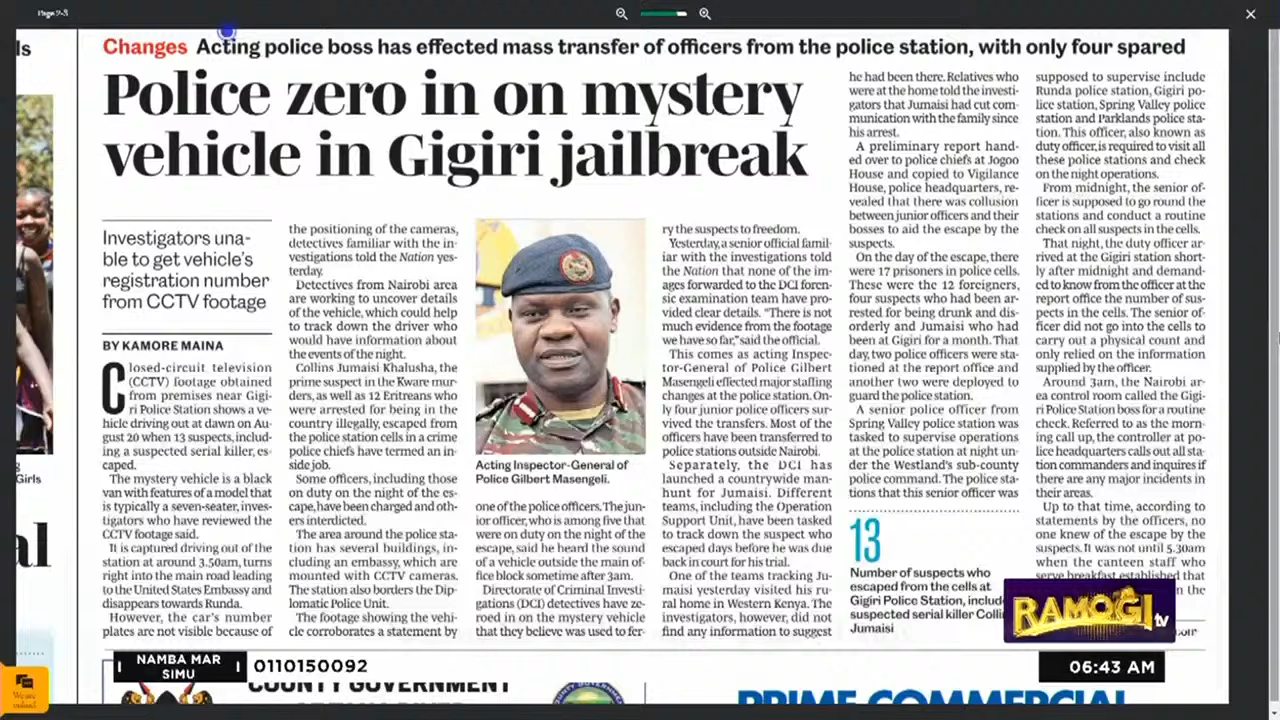 Page 2-3
ls
Changes Acting police boss has effected mass transfer of officers from the police station, with only four spared
Police zero in on mystery
vehicle in Gigiri jailbreak
Investigators una-
ble to get vehicle's
registration number
from CCTV footage
BY KAMORE MAINA
Closed-circuit television
(CCTV) footage obtained
from premises near Gigi-
ri Police Station shows a ve-
hicle driving out at dawn on Au-
gust 20 when 13 suspects, includ-
ing a suspected serial killer, es-
caped.
The mystery vehicle is a black
van with features of a model that
is typically a seven-seater, inves-
tigators who have reviewed the
CCTV footage said.
It is captured driving out of the
station at around 3.50am, turns
right into the main road leading
to the United States Embassy and
disappears towards Runda.
However, the car's number
plates are not visible because of
the positioning of the cameras,
detectives familiar with the in-
vestigations told the Nation yes-
terday.
Detectives from Nairobi area
are working to uncover details
of the vehicle, which could help
to track down the driver who
would have information about
the events of the night.
Collins Jumaisi Khalusha, the
prime suspect in the Kware mur-
ders, as well as 12 Eritreans who
were arrested for being in the
country illegally, escaped from
the police station cells in a crime
police chiefs have termed an in-
side job.
Some officers, including those
on duty on the night of the es-
cape, have been charged and oth-
ers interdicted.
The area around the police sta-
tion has several buildings, in-
cluding an embassy, which are
mounted with CCTV cameras.
The station also borders the Dip-
lomatic Police Unit.
The footage showing the vehi-
cle corroborates a statement by
Acting Inspector-General of
Police Gilbert Masengeli.
one of the police officers. The jun-
ior officer, who is among five that
were on duty on the night of the
escape, said he heard the sound
of a vehicle outside the main of-
fice block sometime after 3am.
Directorate of Criminal Investi-
gations (DCI) detectives have ze-
roed in on the mystery vehicle
that they believe was used to fer-
ry the suspects to freedom.
Yesterday, a senior official famil-
iar with the investigations told
the Nation that none of the im-
ages forwarded to the DCI foren-
sic examination team have pro-
vided clear details. "There is not
much evidence from the footage
we have so far," said the official.
This comes as acting Inspec-
tor-General of Police Gilbert
Masengeli effected major staffing
changes at the police station. On-
ly four junior police officers sur-
vived the transfers. Most of the
officers have been transferred to
police stations outside Nairobi.
Separately, the DCI has
launched a countrywide man-
hunt for Jumaisi. Different
teams, including the Operation
Support Unit, have been tasked
to track down the suspect who
escaped days before he was due
back in court for his trial.
One of the teams tracking Ju-
maisi yesterday visited his ru-
ral home in Western Kenya. The
investigators, however, did not
find any information to suggest
he had been there. Relatives who
were at the home told the investi-
gators that Jumaisi had cut com-
munication with the family since
his arrest.
A preliminary report hand-
ed over to police chiefs at Jogoo
House and copied to Vigilance
House, police headquarters, re-
vealed that there was collusion
between junior officers and their
bosses to aid the escape by the
suspects.
On the day of the escape, there
were 17 prisoners in police cells.
These were the 12 foreigners,
four suspects who had been ar-
rested for being drunk and dis-
orderly and Jumaisi who had
been at Gigiri for a month. That
day, two police officers were sta-
tioned at the report office and
another two were deployed to
guard the police station.
A senior police officer from
Spring Valley police station was
tasked to supervise operations
at the police station at night un-
der the Westland's sub-county
police command. The police sta-
tions that this senior officer was
13
Number of suspects who
escaped from the cells at
Gigiri Police Station, includ
suspected serial killer Colli
Jumaisi
supposed to supervise include
Runda police station, Gigiri po-
lice station, Spring Valley police
station and Parklands police sta-
tion. This officer, also known as
duty officer, is required to visit all
these police stations and check
on the night operations.
From midnight, the senior of-
ficer is supposed to go round the
stations and conduct a routine
check on all suspects in the cells.
That night, the duty officer ar-
rived at the Gigiri station short-
ly after midnight and demand-
ed to know from the officer at the
report office the number of sus-
pects in the cells. The senior of-
ficer did not go into the cells to
carry out a physical count and
only relied on the information
supplied by the officer.
Around 3am, the Nairobi ar-
ea control room called the Gigi-
ri Police Station boss for a routine
check. Referred to as the morn-
ing call up, the controller at po-
lice headquarters calls out all sta-
tion commanders and inquires if
there are any major incidents in
their areas.
Up to that time, according to
statements by the officers, no
one knew of the escape by the
suspects. It was not until 5.30am
when the canteen staff who
serve breakfast established that
n the
Girls
al
RAMOGI tv
NAMBA MAR
SIMU
0110150092
06:43 AM
COUNTY GOVERNMENT
PRIME COMMERCIAL